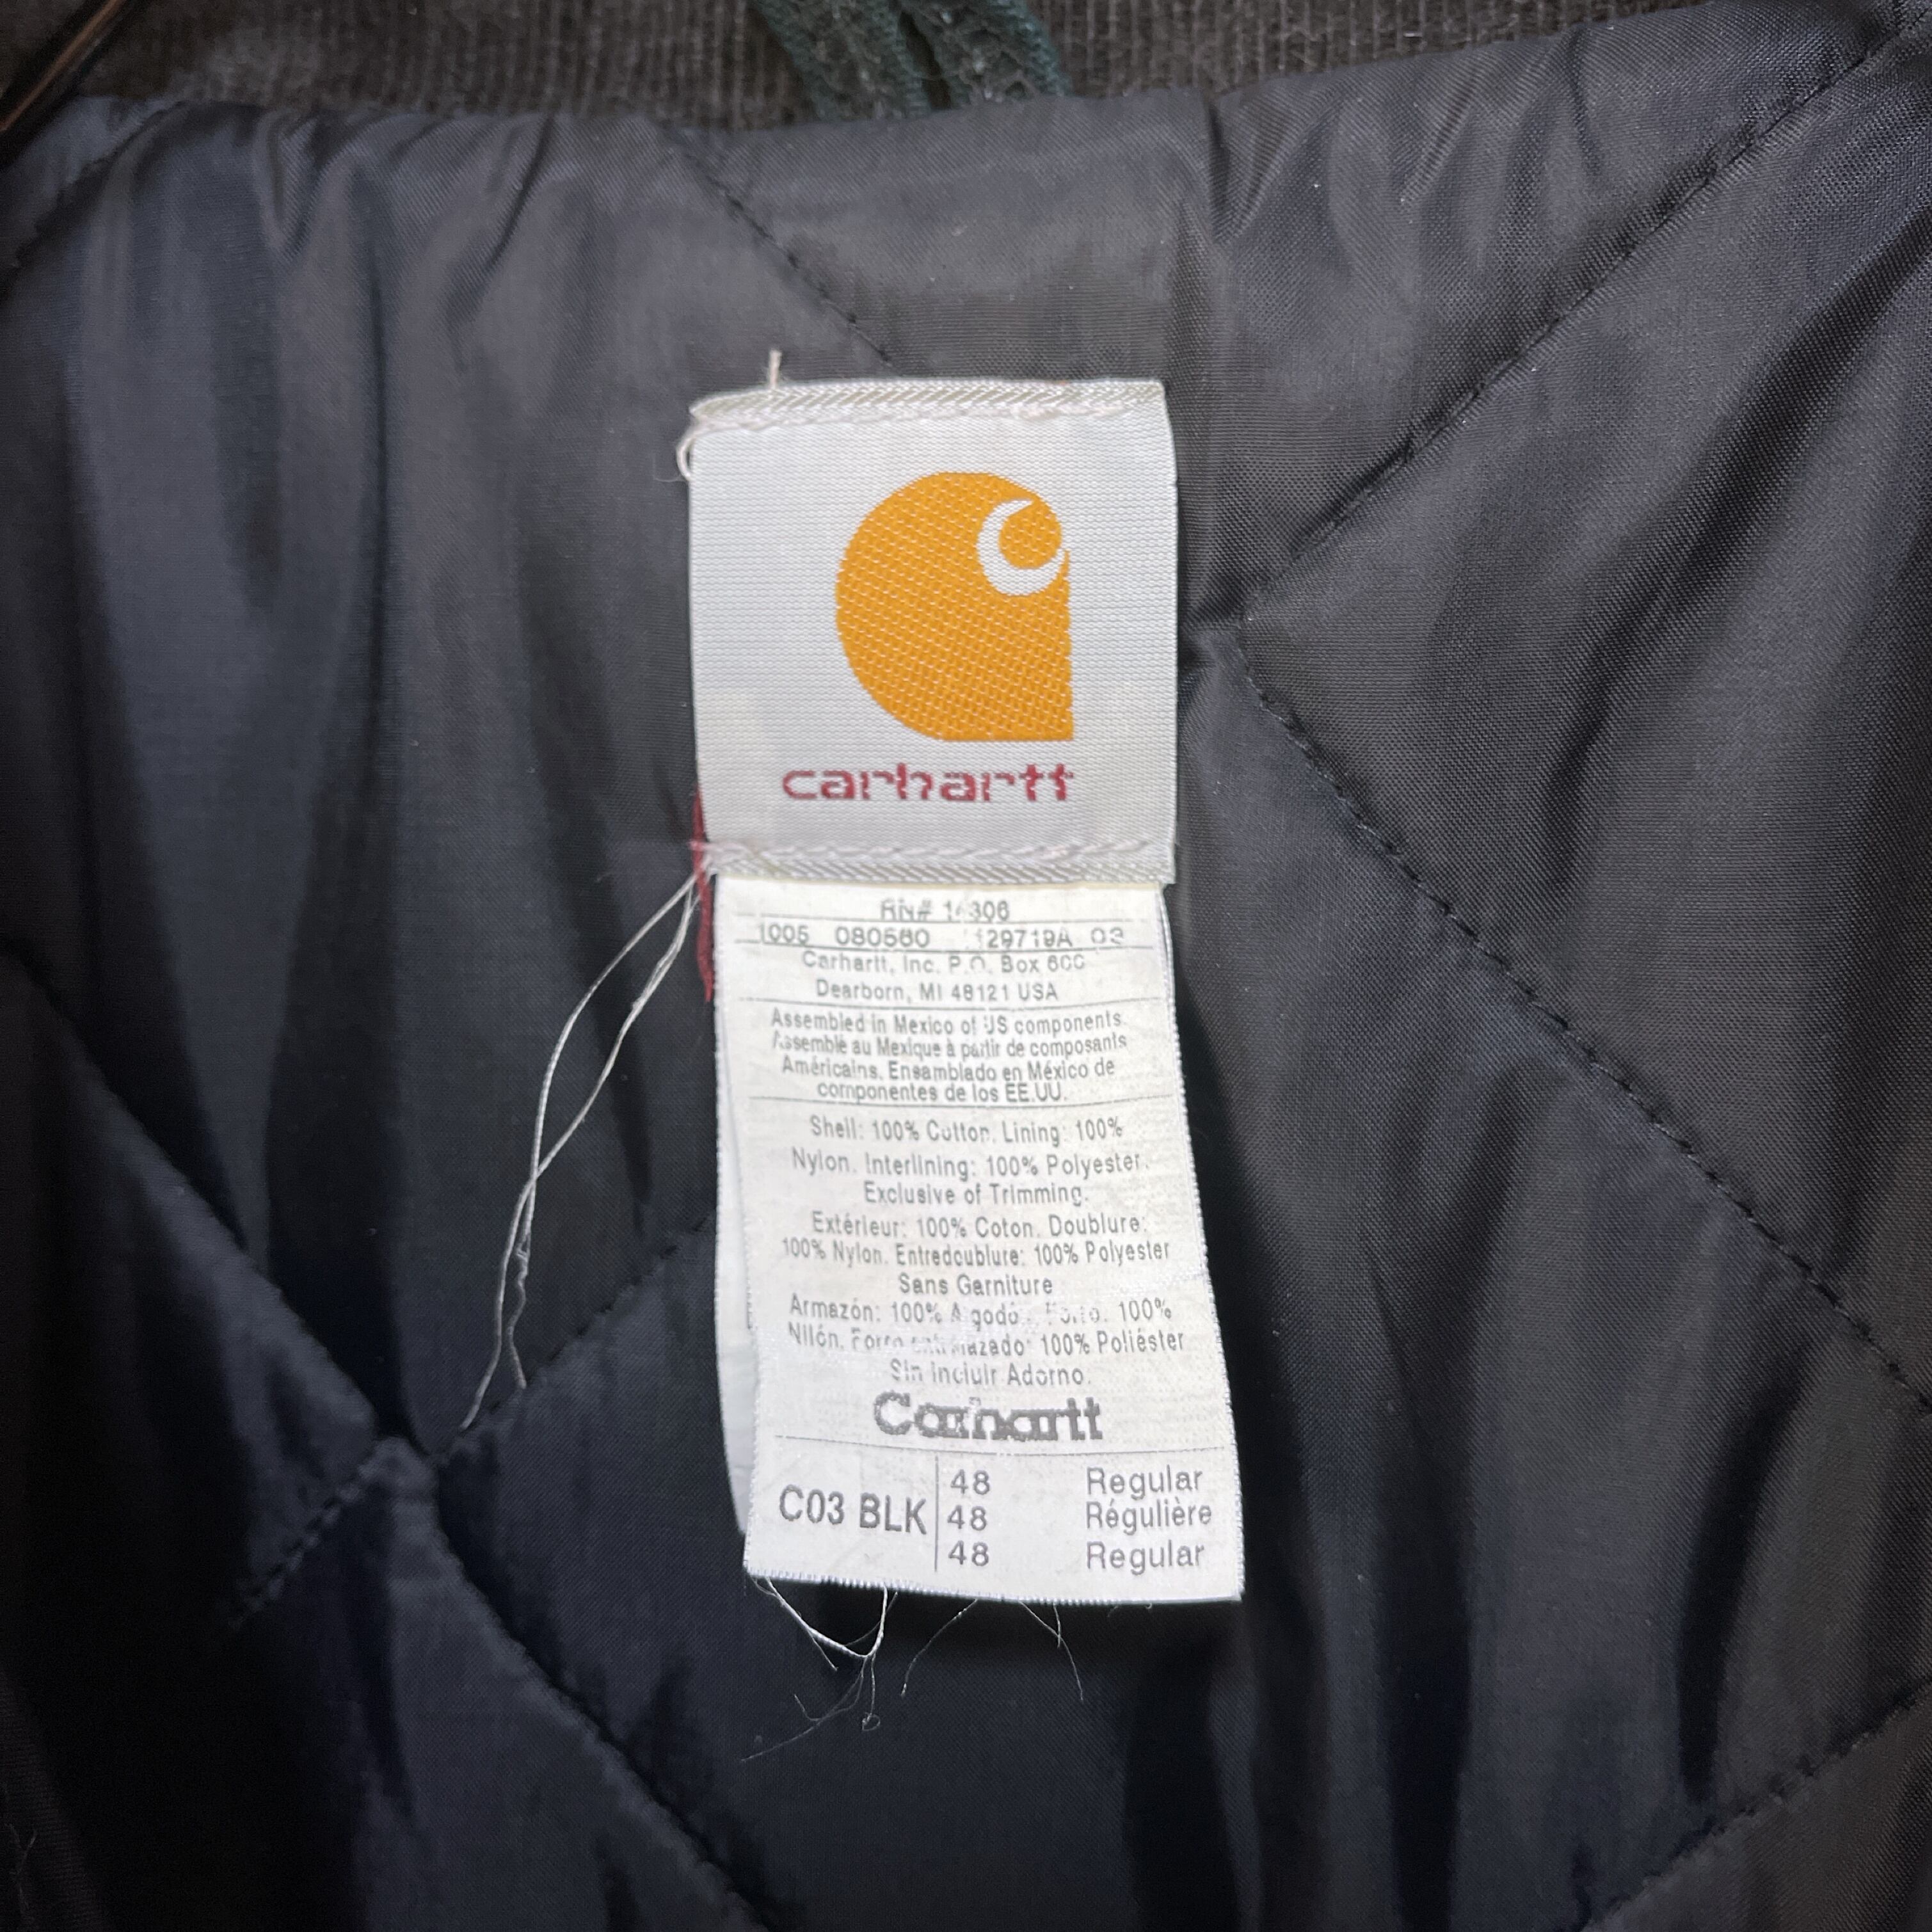 carhartt
RN#
1005 080560 129719A 03
Carhartt, Inc. P.O. Box 600
Dearborn, MI 48121 USA
Assembled in Mexico of US components.
Assemblé au Mexique à partir de composants
Américains. Ensamblado en México de
componentes de los EE.UU.
Shell: 100% Cotton. Lining: 100%
Nylon. Interlining: 100% Polyester.
Exclusive of Trimming.
Extérieur: 100% Coton. Doublure:
100% Nylon. Entredoublure: 100% Polyester
Sans Garniture
Armazón: 100% Algodón. Forro: 100%
Nilón. Forro 100% Poliéster
Sin incluir Adorno.
Carhartt
C03 BLK
48 Regular
48 Régulière
48 Regular